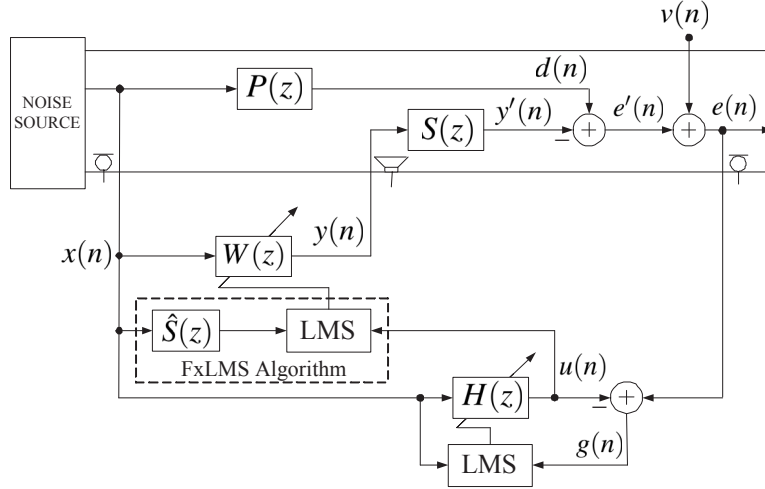 v(n)
NOISE
SOURCE
P(z)
d(n)
S(z)
y′(n)
+
−
e′(n)
+
e(n)
x(n)
W(z)
y(n)
Ŝ(z)
LMS
FxLMS Algorithm
H(z)
u(n)
+
−
g(n)
LMS